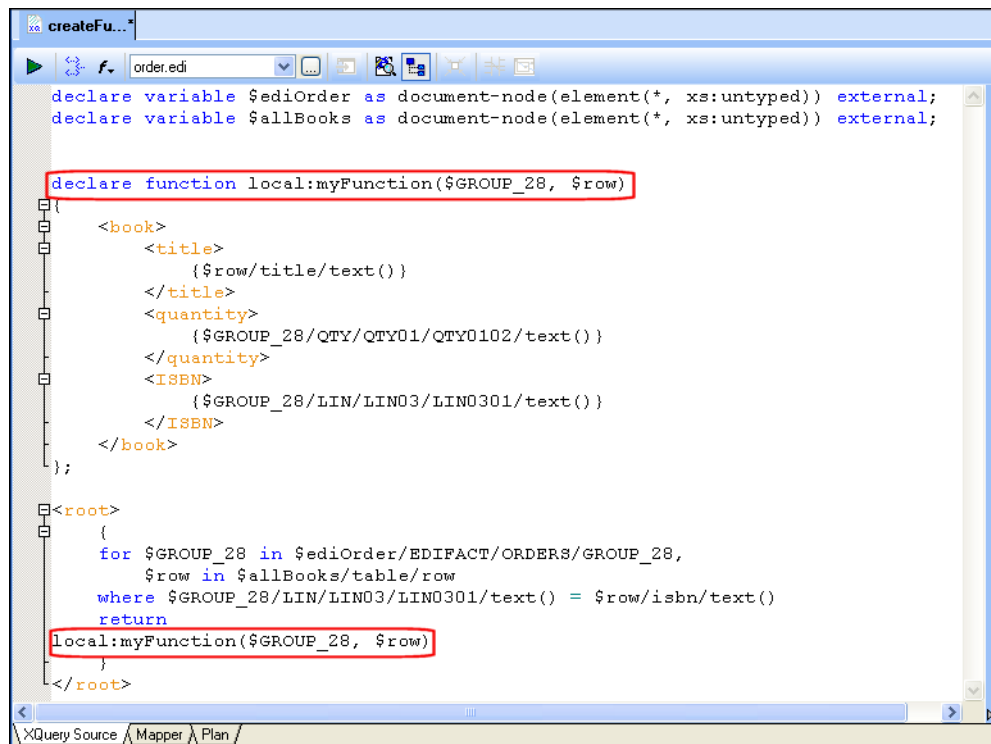 createFu...*
order.edi
declare variable $ediOrder as document-node(element(*, xs:untyped)) external;
declare variable $allBooks as document-node(element(*, xs:untyped)) external;
declare function local:myFunction($GROUP_28, $row)
{
<book>
<title>
{$row/title/text()}
</title>
<quantity>
{$GROUP_28/QTY/QTY01/QTY0102/text()}
</quantity>
<ISBN>
{$GROUP_28/LIN/LIN03/LIN0301/text()}
</ISBN>
</book>
};
<root>
{
for $GROUP_28 in $ediOrder/EDIFACT/ORDERS/GROUP_28,
$row in $allBooks/table/row
where $GROUP_28/LIN/LIN03/LIN0301/text() = $row/isbn/text()
return
local:myFunction($GROUP_28, $row)
}
</root>
XQuery Source Mapper Plan